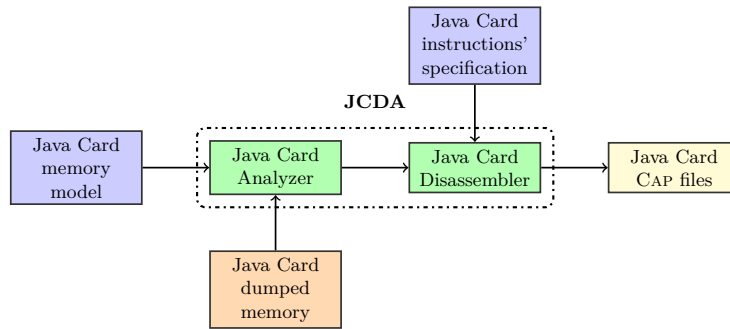 Java Card
instructions'
specification
JCDA
Java Card
memory
model
Java Card
Analyzer
Java Card
Disassembler
Java Card
CAP files
Java Card
dumped
memory